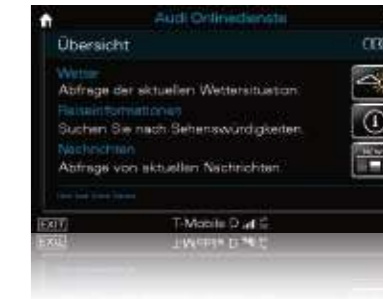 Audi Onlinedienste
Übersicht
Wetter
Abfrage der aktuellen Wettersituation.
Reiseinformationen
Suchen Sie nach Sehenswürdigkeiten.
Nachrichten
Abfrage von aktuellen Nachrichten.
EXIT T-Mobile D